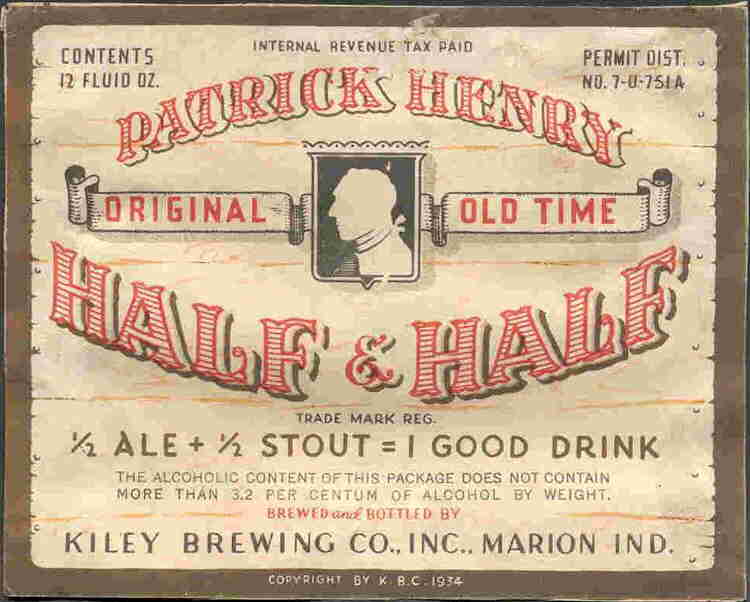 INTERNAL REVENUE TAX PAID
CONTENTS
12 FLUID OZ.
PERMIT DIST.
NO. 7-U-751A
PATRICK HENRY
ORIGINAL OLD TIME
HALF & HALF
TRADE MARK REG.
½ ALE + ½ STOUT = 1 GOOD DRINK
THE ALCOHOLIC CONTENT OF THIS PACKAGE DOES NOT CONTAIN
MORE THAN 3.2 PER CENTUM OF ALCOHOL BY WEIGHT.
BREWED and BOTTLED BY
KILEY BREWING CO., INC., MARION IND.
COPYRIGHT BY K.B.C. 1934